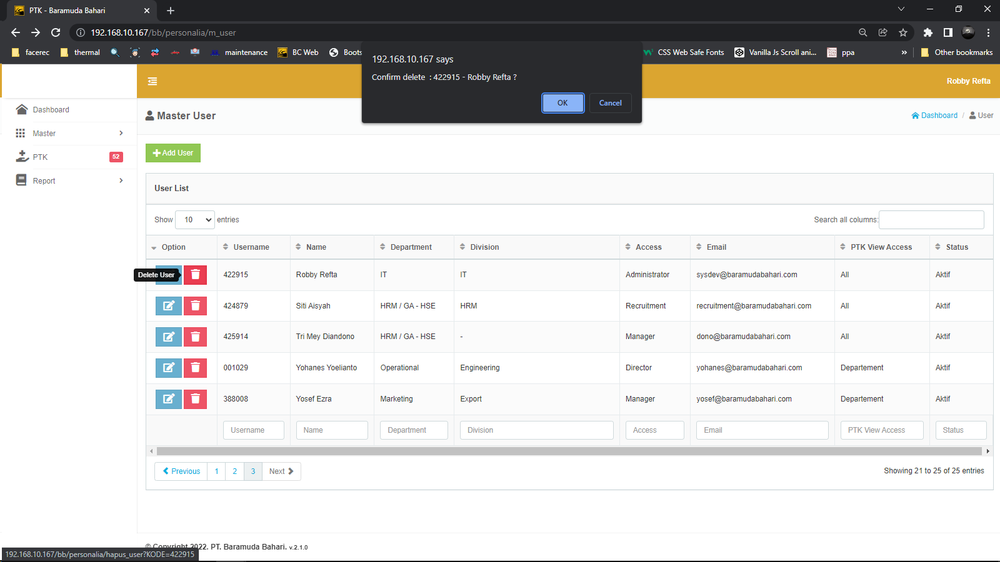 PTK - Baramuda Bahari
192.168.10.167/bb/personalia/m_user
facerec
thermal
maintenance
BC Web
Boots
CSS Web Safe Fonts
Vanilla Js Scroll ani...
ppa
»
Other bookmarks
192.168.10.167 says
Confirm delete : 422915 - Robby Refta ?
OK
Cancel
Robby Refta
Dashboard
Master
PTK
52
Report
Master User
Dashboard / User
Add User
User List
Show 10 entries
Search all columns:
Option Username Name Department Division Access Email PTK View Access Status
Delete User
422915 Robby Refta IT IT Administrator sysdev@baramudabahari.com All Aktif
424879 Siti Aisyah HRM / GA - HSE HRM Recruitment recruitment@baramudabahari.com All Aktif
425914 Tri Mey Diandono HRM / GA - HSE - Manager dono@baramudabahari.com All Aktif
001029 Yohanes Yoelianto Operational Engineering Director yohanes@baramudabahari.com Departement Aktif
388008 Yosef Ezra Marketing Export Manager yosef@baramudabahari.com Departement Aktif
Username Name Department Division Access Email PTK View Access Status
Previous 1 2 3 Next
Showing 21 to 25 of 25 entries
© Copyright 2022. PT. Baramuda Bahari. v.2.1.0
192.168.10.167/bb/personalia/hapus_user?KODE=422915